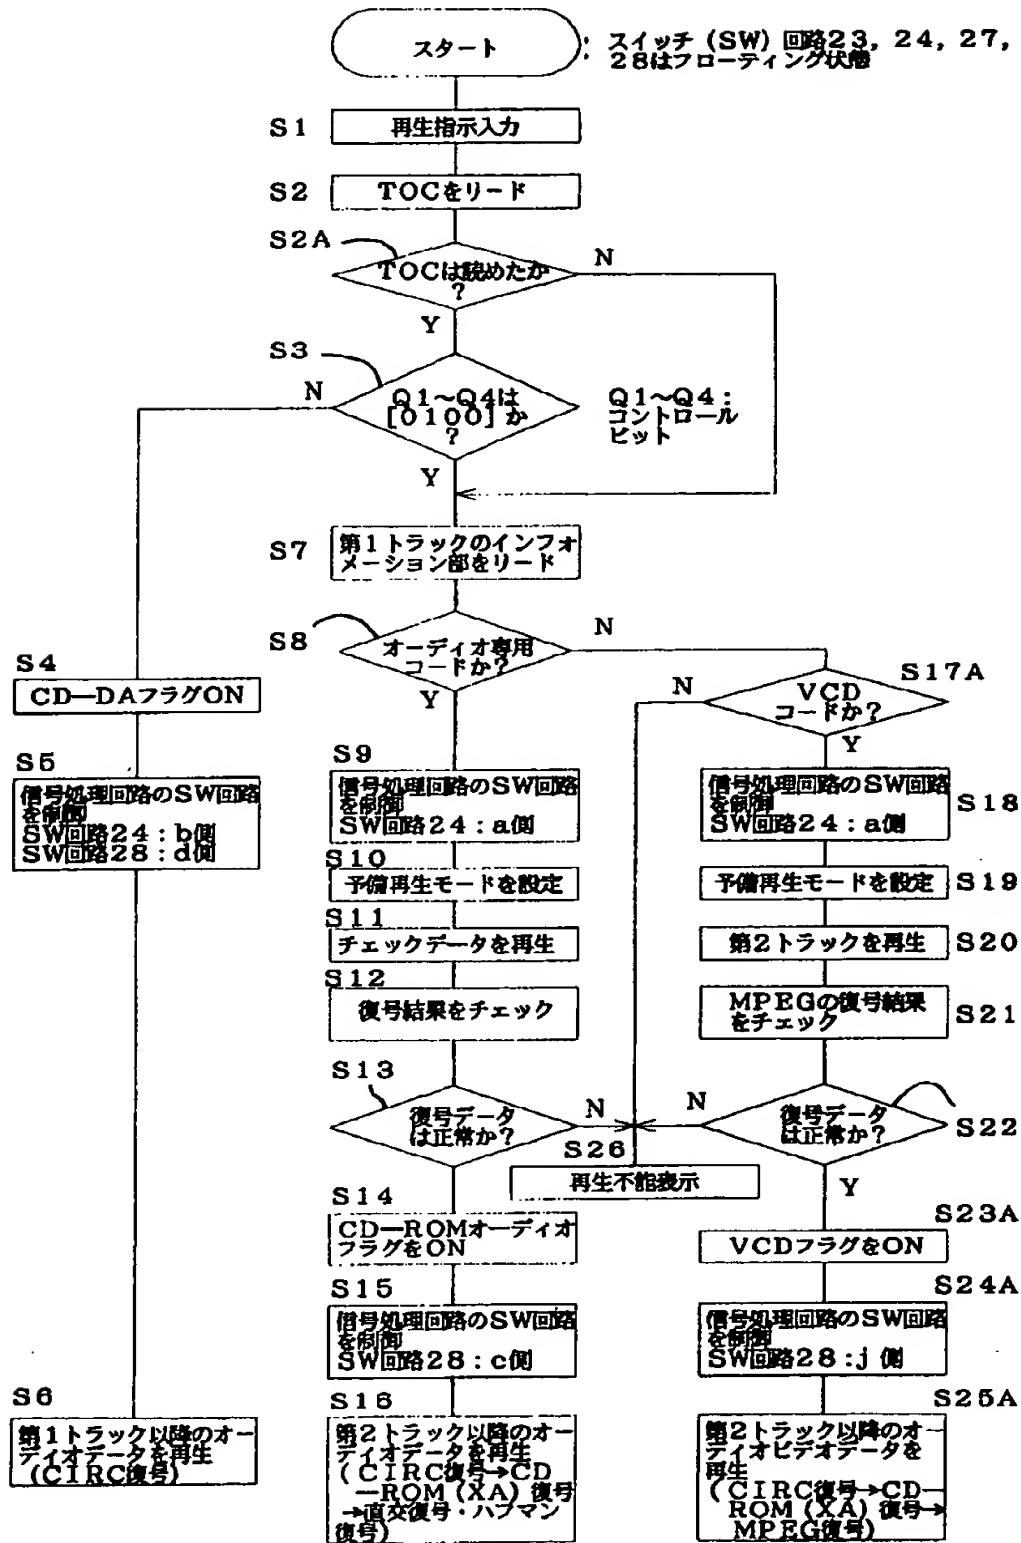 スタート
: スイッチ (SW) 回路23, 24, 27,
: 28はフローティング状態
S1
再生指示入力
S2
TOCをリード
S2A
TOCは読めたか
?
N
Y
S3
N
Q1~Q4は
[0100] か
?
Q1~Q4:
コントロール
ビット
Y
S7
第1トラックのインフォ
メーション部をリード
S8
オーディオ専用
コードか?
N
Y
S4
CD—DAフラグON
S5
信号処理回路のSW回路
を制御
SW回路24:b側
SW回路28:d側
S6
第1トラック以降のオー
ディオデータを再生
(CIRC復号)
S9
信号処理回路のSW回路
を制御
SW回路24:a側
S10
予備再生モードを設定
S11
チェックデータを再生
S12
復号結果をチェック
S13
復号データ
は正常か?
N
S14
CD—ROMオーディオ
フラグをON
S15
信号処理回路のSW回路
を制御
SW回路28:c側
S16
第2トラック以降のオー
ディオデータを再生
(CIRC復号→CD
—ROM (XA) 復号
→直交復号・ハフマン
復号)
S17A
N
VCD
コードか?
Y
S18
信号処理回路のSW回路
を制御
SW回路24:a側
予備再生モードを設定
S19
第2トラックを再生
S20
MPEGの復号結果
をチェック
S21
N
復号データ
は正常か?
S22
Y
S26
再生不能表示
S23A
VCDフラグをON
S24A
信号処理回路のSW回路
を制御
SW回路28:j側
S25A
第2トラック以降のオー
ディオビデオデータを
再生
(CIRC復号→CD—
ROM (XA) 復号→
MPEG復号)